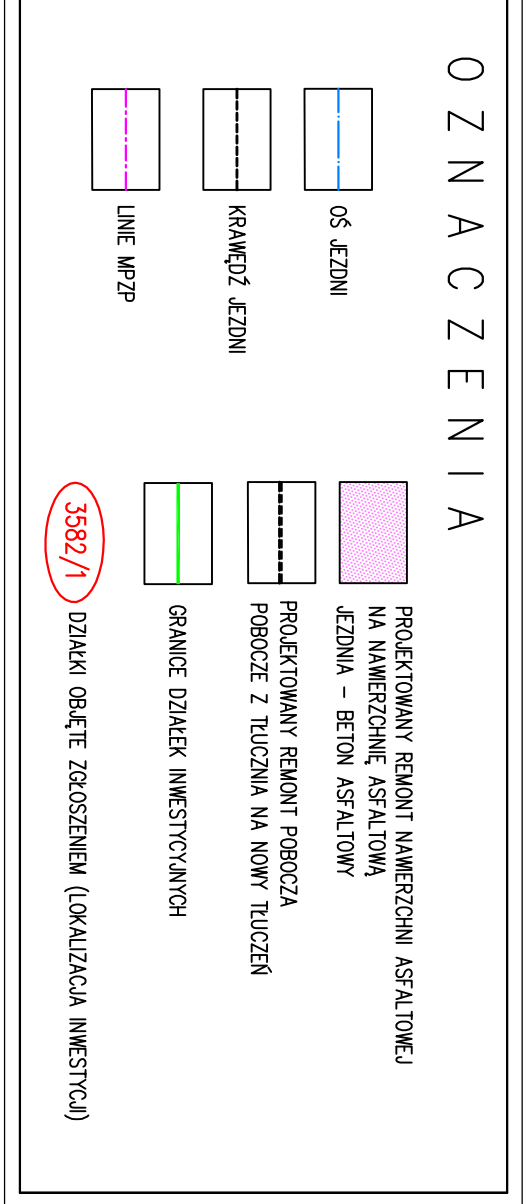 OZNACZENIA
OŚ JEZDNI
KRAWĘDŹ JEZDNI
LINIE MPZP
PROJEKTOWANY REMONT NAWIERZCHNI ASFALTOWEJ
NA NAWIERZCHNIĘ ASFALTOWĄ
JEZDNIA – BETON ASFALTOWY
PROJEKTOWANY REMONT POBOCZA
POBOCZE Z TŁUCZNIA NA NOWY TŁUCZEŃ
GRANICE DZIAŁEK INWESTYCYJNYCH
3582/1 DZIAŁKI OBJĘTE ZGŁOSZENIEM (LOKALIZACJA INWESTYCJI)